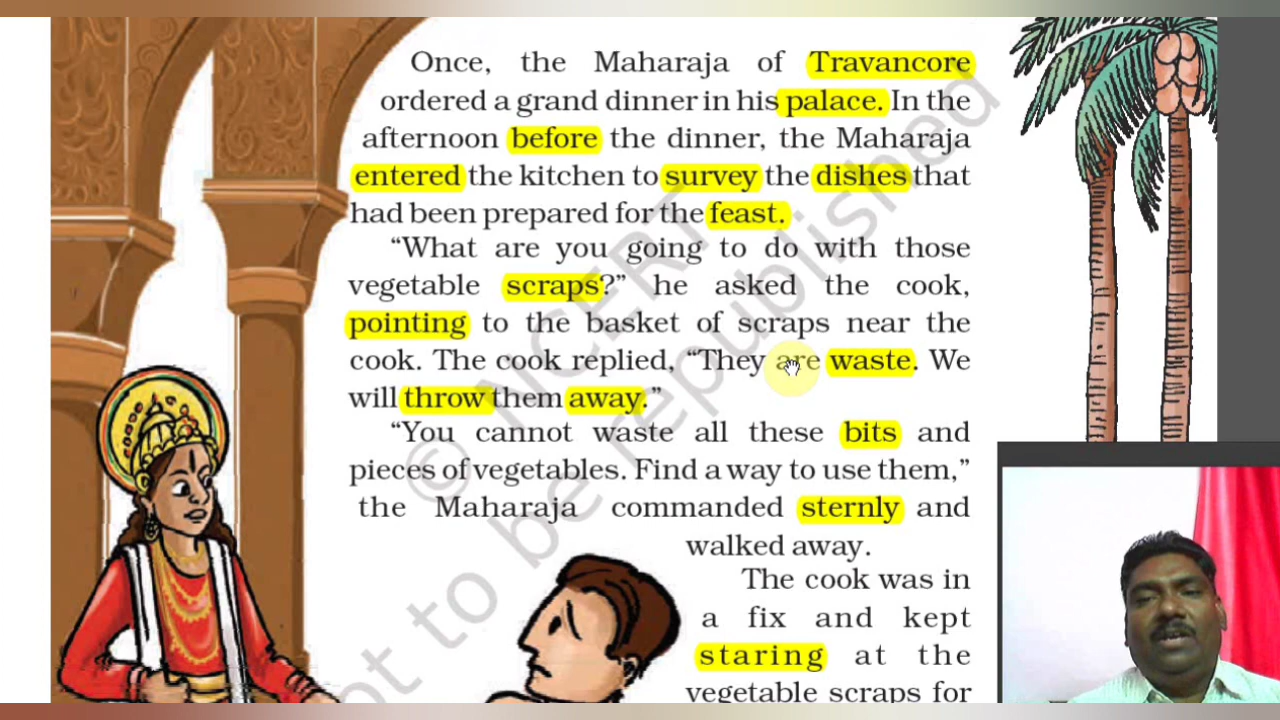 Once, the Maharaja of Travancore
ordered a grand dinner in his palace. In the
afternoon before the dinner, the Maharaja
entered the kitchen to survey the dishes that
had been prepared for the feast.
“What are you going to do with those
vegetable scraps?” he asked the cook,
pointing to the basket of scraps near the
cook. The cook replied, “They are waste. We
will throw them away.”
“You cannot waste all these bits and
pieces of vegetables. Find a way to use them,”
the Maharaja commanded sternly and
walked away.
The cook was in
a fix and kept
staring at the
vegetable scraps for
© NCERT
not to be republished